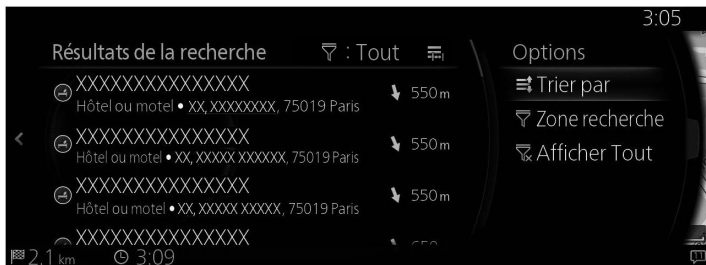 3:05
Résultats de la recherche : Tout
XXXXXXXXXXXXXXX
Hôtel ou motel • XX, XXXXXXXX, 75019 Paris
550 m
XXXXXXXXXXXXXXX
Hôtel ou motel • XX, XXXXX XXXXXX, 75019 Paris
550 m
XXXXXXXXXXXXXXX
Hôtel ou motel • XX, XXXXX XXXXX, 75019 Paris
550 m
XXXXXXXXXXXXXXX
2,1 km 3:09
Options
Trier par
Zone recherche
Afficher Tout